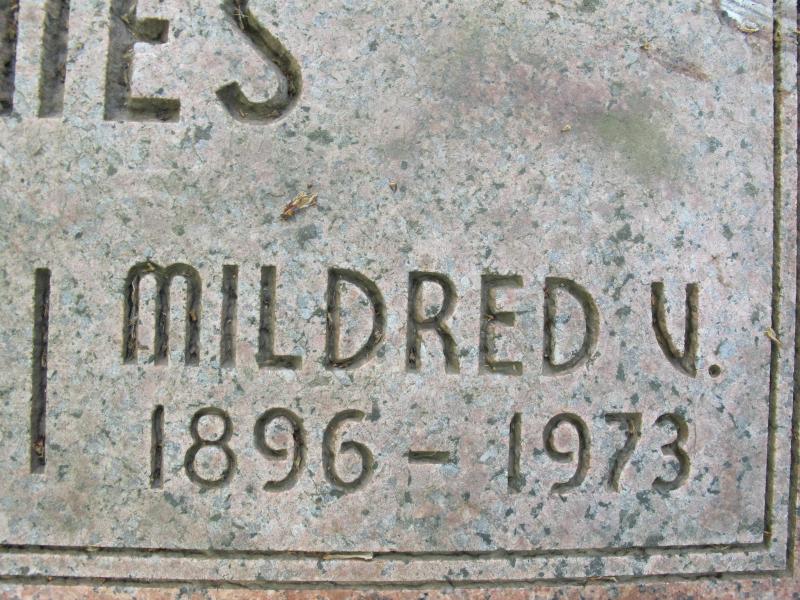 IES
MILDRED V.
1896 - 1973